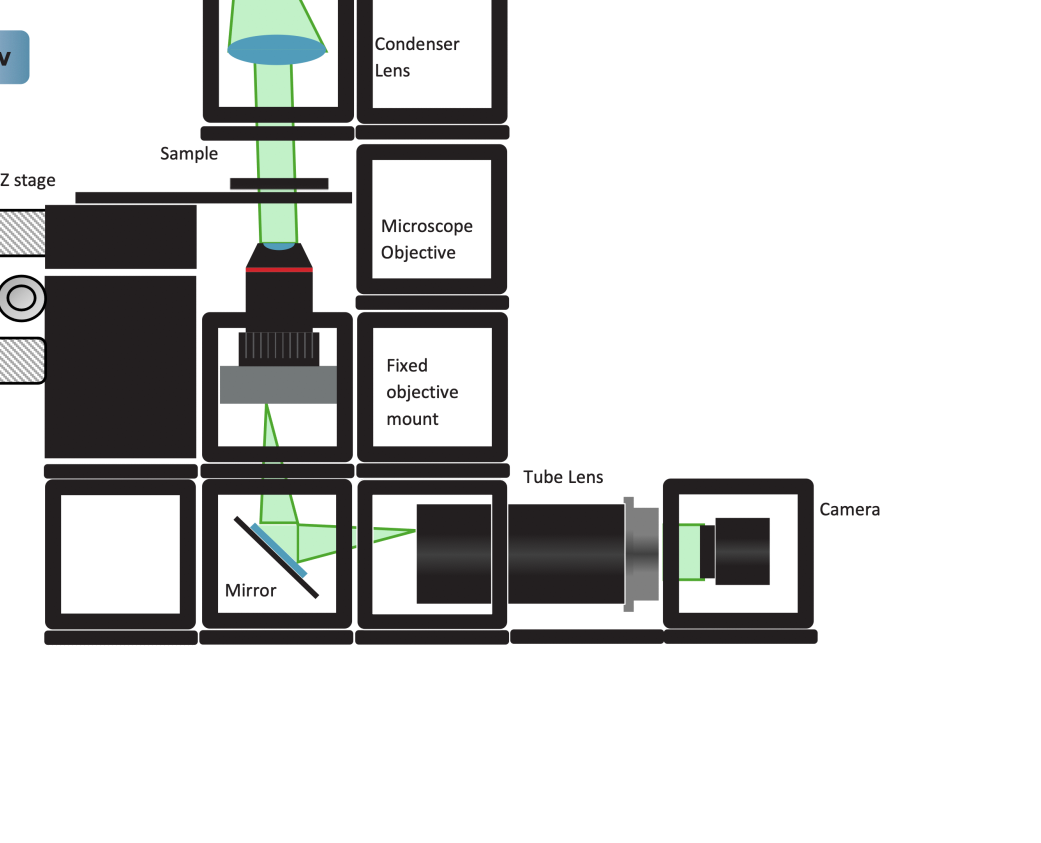 Condenser
Lens
v
Sample
Z stage
Microscope
Objective
Fixed
objective
mount
Tube Lens
Camera
Mirror